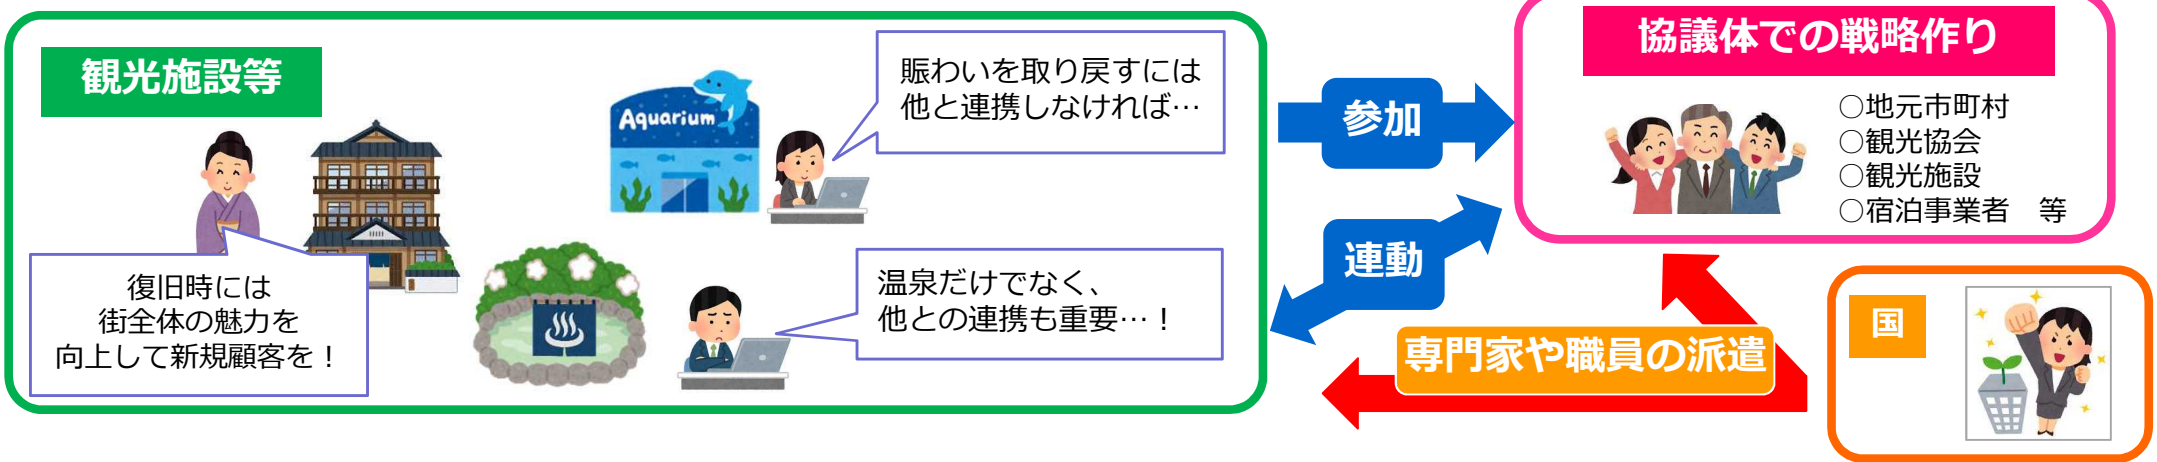 観光施設等
Aquarium
賑わいを取り戻すには
他と連携しなければ…
復旧時には
街全体の魅力を
向上して新規顧客を！
温泉だけでなく、
他との連携も重要…！
参加
連動
専門家や職員の派遣
協議体での戦略作り
○地元市町村
○観光協会
○観光施設
○宿泊事業者　等
国